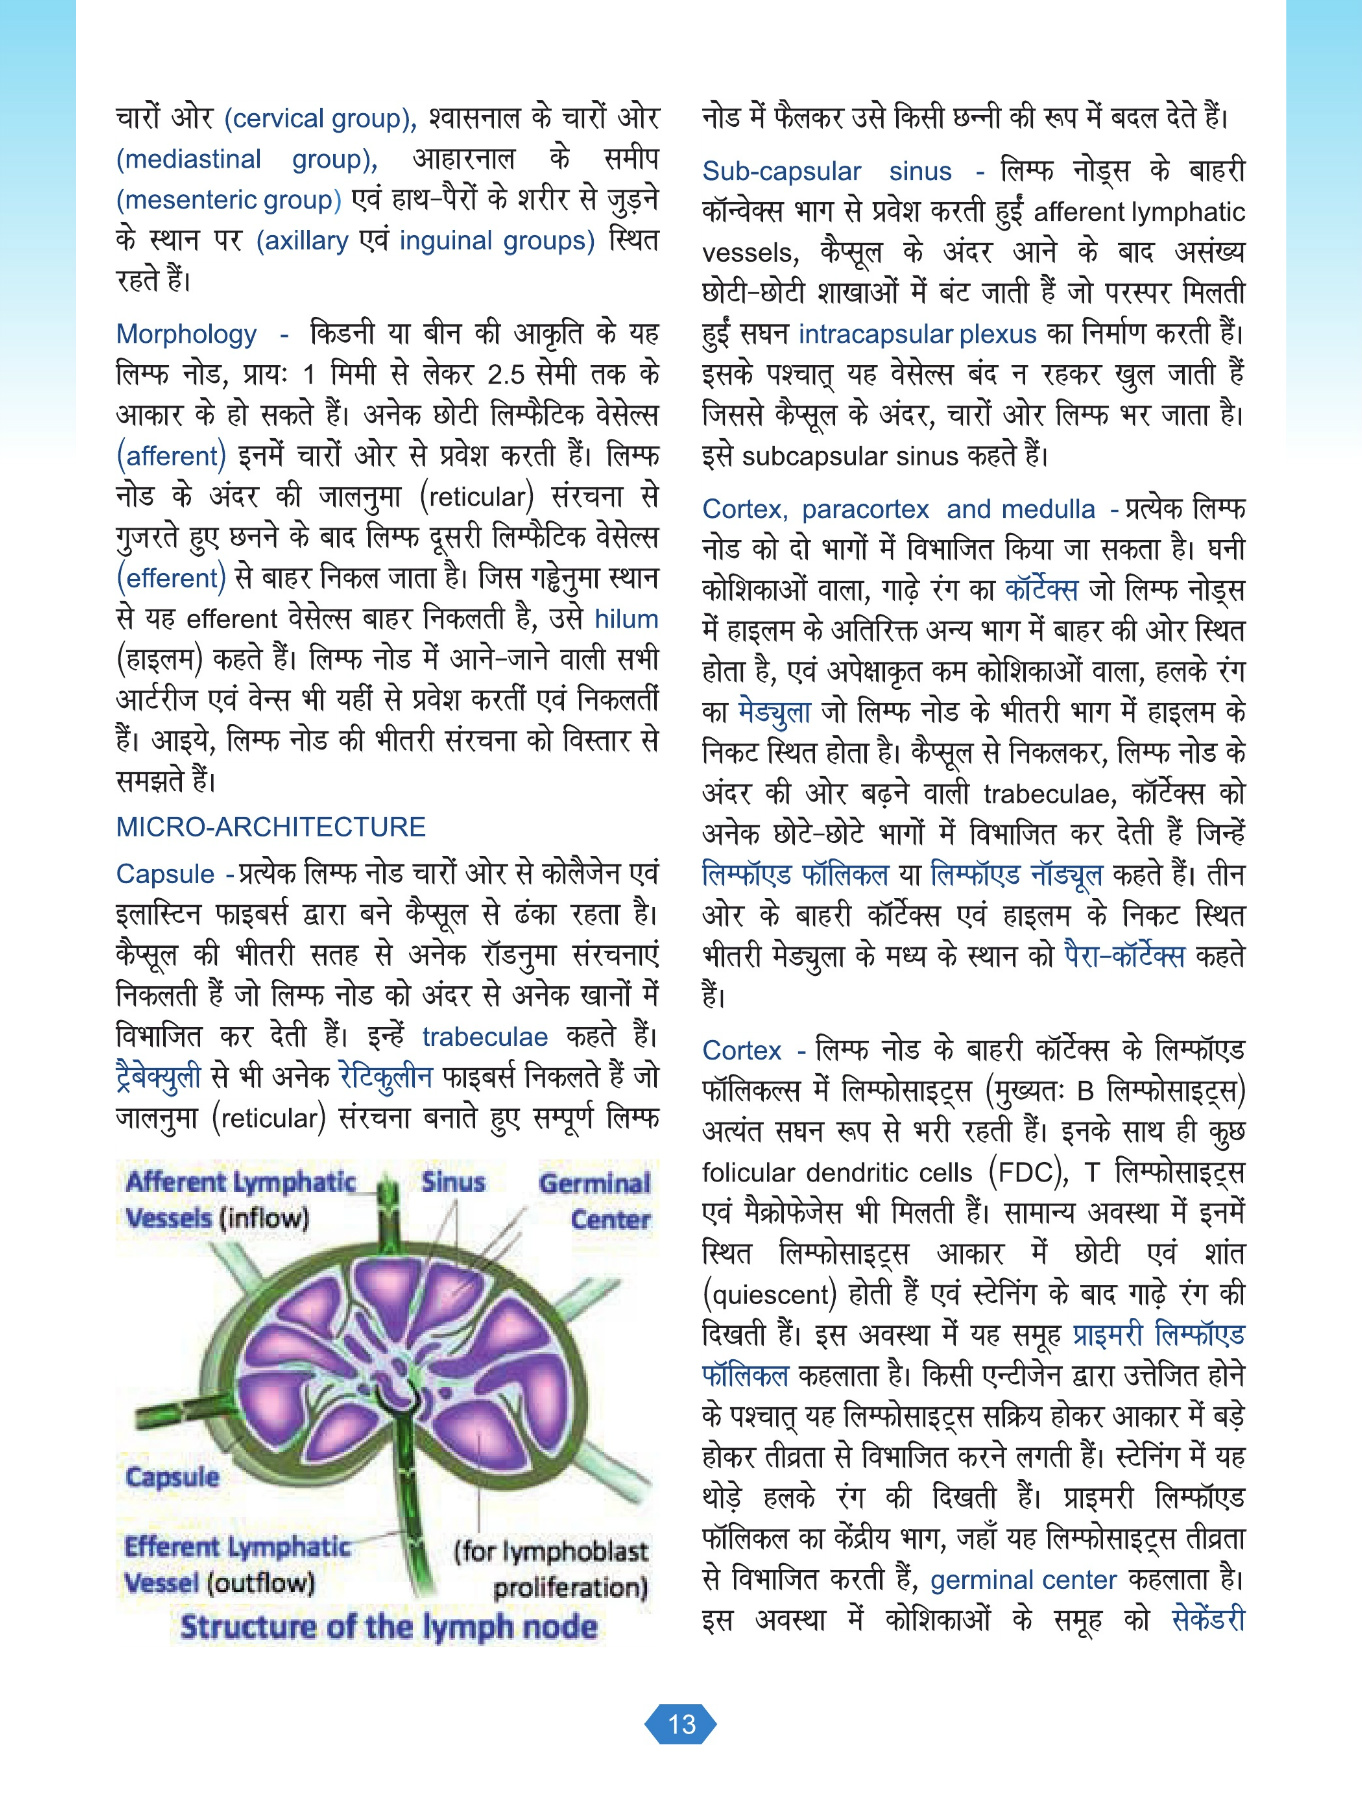 चारों ओर (cervical group), श्वासनाल के चारों ओर
(mediastinal group), आहारनाल के समीप
(mesenteric group) एवं हाथ-पैरों के शरीर से जुड़ने
के स्थान पर (axillary एवं inguinal groups) स्थित
रहते हैं।
Morphology - किडनी या बीन की आकृति के यह
लिम्फ नोड, प्रायः 1 मिमी से लेकर 2.5 सेमी तक के
आकार के हो सकते हैं। अनेक छोटी लिम्फैटिक वेसेल्स
(afferent) इनमें चारों ओर से प्रवेश करती हैं। लिम्फ
नोड के अंदर की जालनुमा (reticular) संरचना से
गुजरते हुए छनने के बाद लिम्फ दूसरी लिम्फैटिक वेसेल्स
(efferent) से बाहर निकल जाता है। जिस गड्ढेनुमा स्थान
से यह efferent वेसेल्स बाहर निकलती है, उसे hilum
(हाइलम) कहते हैं। लिम्फ नोड में आने-जाने वाली सभी
आर्टरीज एवं वेन्स भी यहीं से प्रवेश करतीं एवं निकलतीं
हैं। आइये, लिम्फ नोड की भीतरी संरचना को विस्तार से
समझते हैं।
MICRO-ARCHITECTURE
Capsule - प्रत्येक लिम्फ नोड चारों ओर से कोलैजेन एवं
इलास्टिन फाइबर्स द्वारा बने कैप्सूल से ढंका रहता है।
कैप्सूल की भीतरी सतह से अनेक रॉडनुमा संरचनाएं
निकलती हैं जो लिम्फ नोड को अंदर से अनेक खानों में
विभाजित कर देती हैं। इन्हें trabeculae कहते हैं।
ट्रैबेक्युली से भी अनेक रेटिकुलीन फाइबर्स निकलते हैं जो
जालनुमा (reticular) संरचना बनाते हुए सम्पूर्ण लिम्फ
Afferent Lymphatic
Vessels (inflow)
Sinus
Germinal
Center
Capsule
Efferent Lymphatic
Vessel (outflow)
(for lymphoblast
proliferation)
Structure of the lymph node
नोड में फैलकर उसे किसी छन्नी की रूप में बदल देते हैं।
Sub-capsular sinus - लिम्फ नोड्स के बाहरी
कॉन्वेक्स भाग से प्रवेश करती हुईं afferent lymphatic
vessels, कैप्सूल के अंदर आने के बाद असंख्य
छोटी-छोटी शाखाओं में बंट जाती हैं जो परस्पर मिलती
हुईं सघन intracapsular plexus का निर्माण करती हैं।
इसके पश्चात् यह वेसेल्स बंद न रहकर खुल जाती हैं
जिससे कैप्सूल के अंदर, चारों ओर लिम्फ भर जाता है।
इसे subcapsular sinus कहते हैं।
Cortex, paracortex and medulla - प्रत्येक लिम्फ
नोड को दो भागों में विभाजित किया जा सकता है। घनी
कोशिकाओं वाला, गाढ़े रंग का कॉर्टेक्स जो लिम्फ नोड्स
में हाइलम के अतिरिक्त अन्य भाग में बाहर की ओर स्थित
होता है, एवं अपेक्षाकृत कम कोशिकाओं वाला, हलके रंग
का मेड्युला जो लिम्फ नोड के भीतरी भाग में हाइलम के
निकट स्थित होता है। कैप्सूल से निकलकर, लिम्फ नोड के
अंदर की ओर बढ़ने वाली trabeculae, कॉर्टेक्स को
अनेक छोटे-छोटे भागों में विभाजित कर देती हैं जिन्हें
लिम्फॉएड फॉलिकल या लिम्फॉएड नॉड्यूल कहते हैं। तीन
ओर के बाहरी कॉर्टेक्स एवं हाइलम के निकट स्थित
भीतरी मेड्युला के मध्य के स्थान को पैरा-कॉर्टेक्स कहते
हैं।
Cortex - लिम्फ नोड के बाहरी कॉर्टेक्स के लिम्फॉएड
फॉलिकल्स में लिम्फोसाइट्स (मुख्यतः B लिम्फोसाइट्स)
अत्यंत सघन रूप से भरी रहती हैं। इनके साथ ही कुछ
folicular dendritic cells (FDC), T लिम्फोसाइट्स
एवं मैक्रोफेजेस भी मिलती हैं। सामान्य अवस्था में इनमें
स्थित लिम्फोसाइट्स आकार में छोटी एवं शांत
(quiescent) होती हैं एवं स्टेनिंग के बाद गाढ़े रंग की
दिखती हैं। इस अवस्था में यह समूह प्राइमरी लिम्फॉएड
फॉलिकल कहलाता है। किसी एन्टीजेन द्वारा उत्तेजित होने
के पश्चात् यह लिम्फोसाइट्स सक्रिय होकर आकार में बड़े
होकर तीव्रता से विभाजित करने लगती हैं। स्टेनिंग में यह
थोड़े हलके रंग की दिखती हैं। प्राइमरी लिम्फॉएड
फॉलिकल का केंद्रीय भाग, जहाँ यह लिम्फोसाइट्स तीव्रता
से विभाजित करती हैं, germinal center कहलाता है।
इस अवस्था में कोशिकाओं के समूह को सेकेंडरी
13